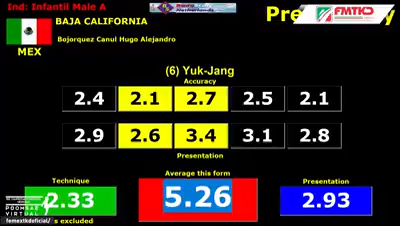 Ind: Infantil Male A
BAJA CALIFORNIA
MEX
Bojorquez Canul Hugo Alejandro
FMTKD
(6) Yuk-Jang
Accuracy
2.4 2.1 2.7 2.5 2.1
2.9 2.6 3.4 3.1 2.8
Presentation
Technique
Average this form
Presentation
2.33
5.26
2.93
POOMSAE
VIRTUAL
femextkdoficial/
s excluded